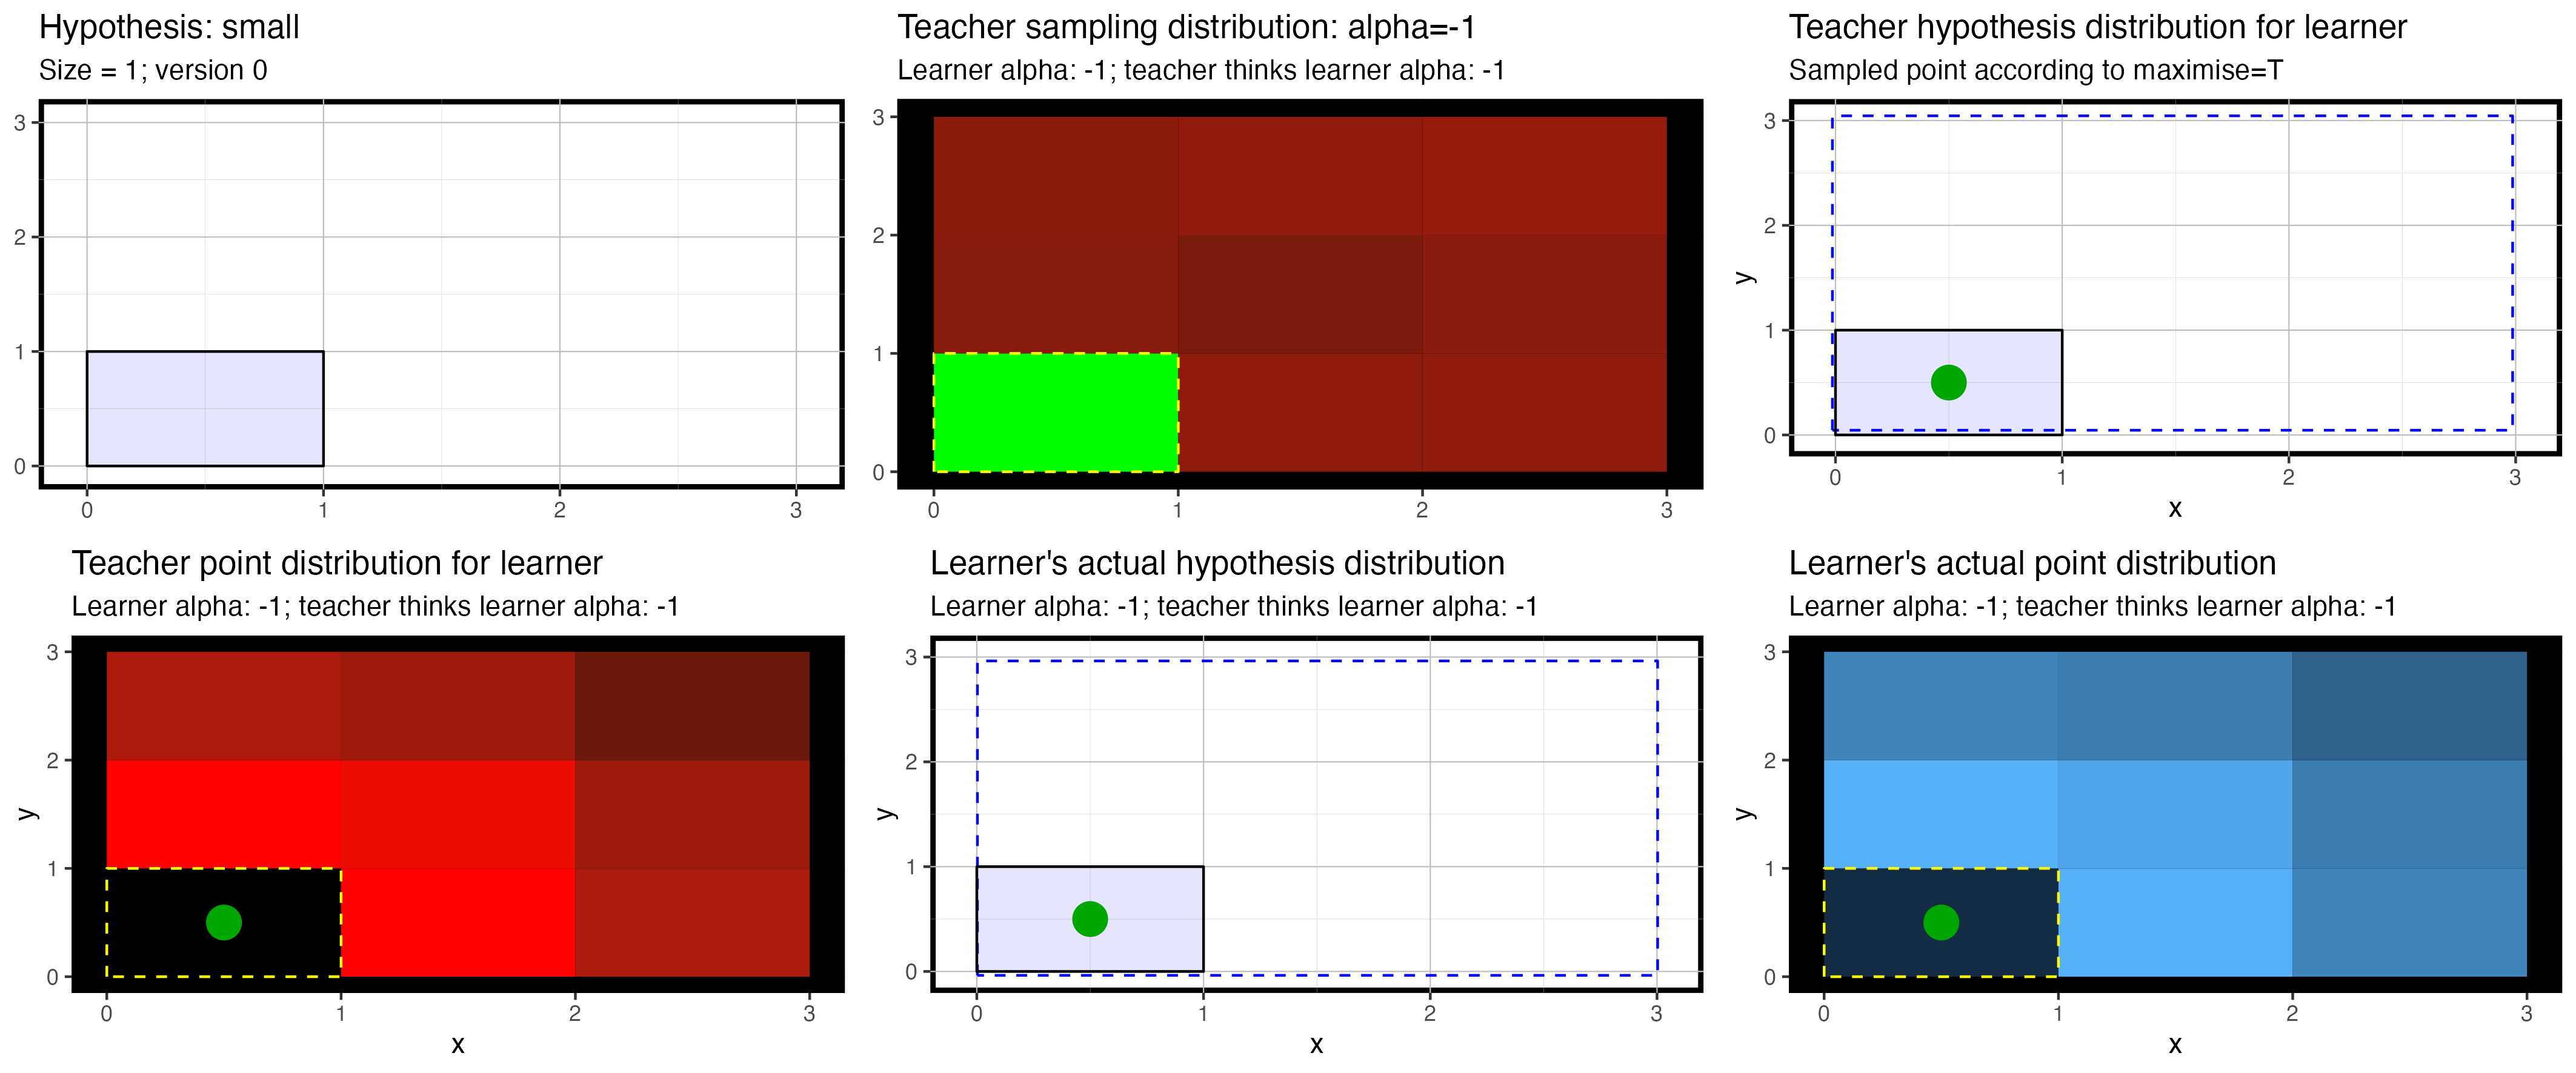 Hypothesis: small
Size = 1; version 0
3
2
1
0
0 1 2 3
Teacher sampling distribution: alpha=-1
Learner alpha: -1; teacher thinks learner alpha: -1
3
2
1
0
0 1 2 3
Teacher hypothesis distribution for learner
Sampled point according to maximise=T
y
3
2
1
0
0 1 2 3
x
Teacher point distribution for learner
Learner alpha: -1; teacher thinks learner alpha: -1
y
3
2
1
0
0 1 2 3
x
Learner's actual hypothesis distribution
Learner alpha: -1; teacher thinks learner alpha: -1
y
3
2
1
0
0 1 2 3
x
Learner's actual point distribution
Learner alpha: -1; teacher thinks learner alpha: -1
y
3
2
1
0
0 1 2 3
x